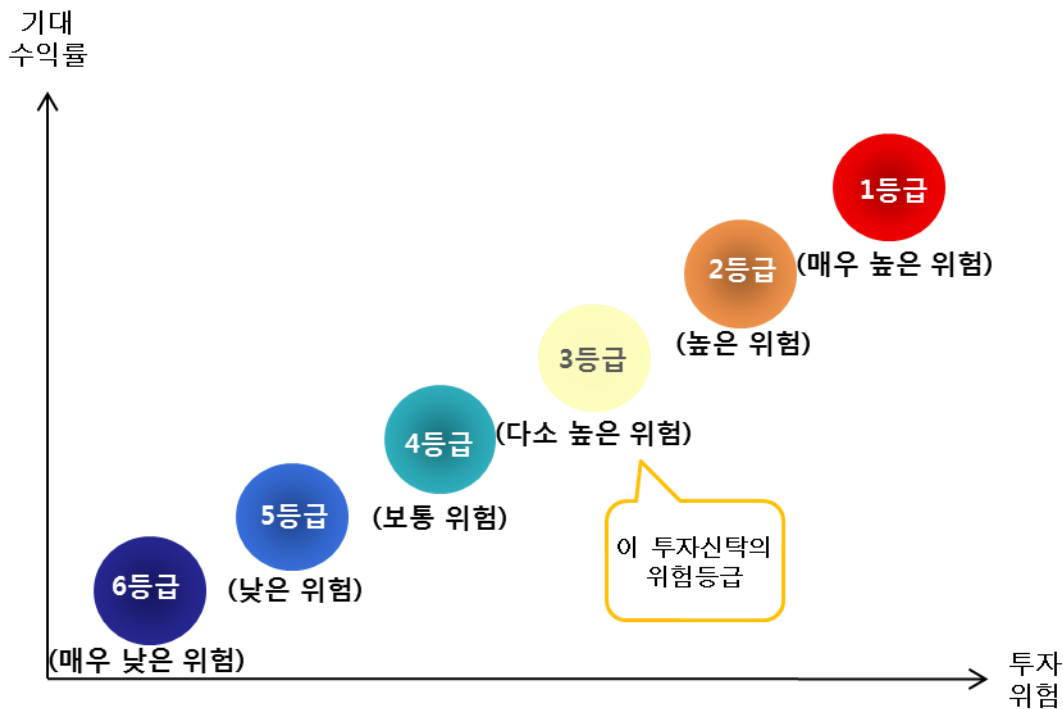 기대
수익률
1등급
(매우 높은 위험)
2등급
(높은 위험)
3등급
(다소 높은 위험)
4등급
(보통 위험)
5등급
(낮은 위험)
6등급
(매우 낮은 위험)
이 투자신탁의
위험등급
투자
위험